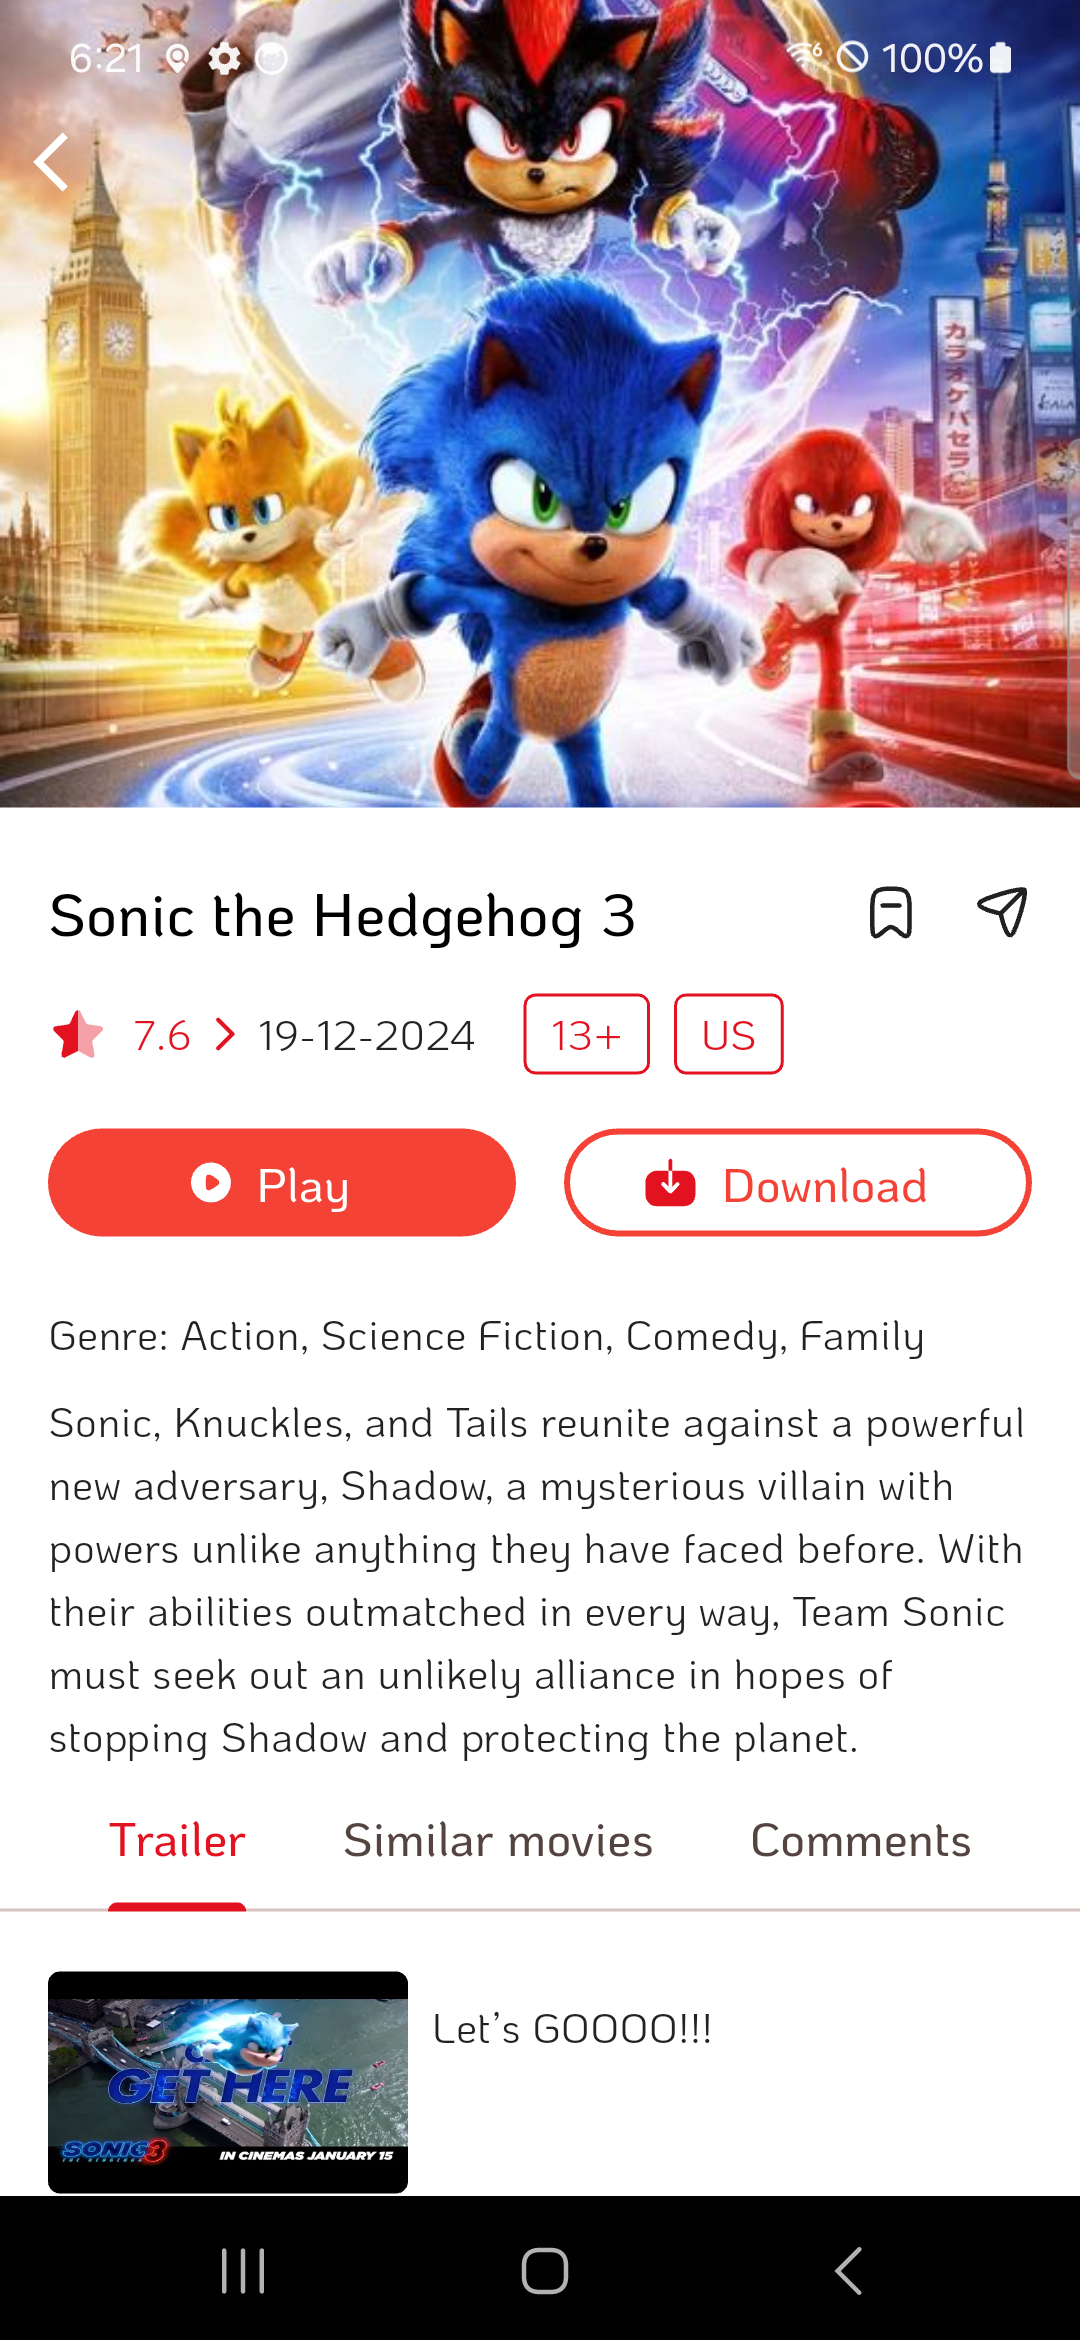 6:21
6
100%
カラオケパセラ
Sonic the Hedgehog 3
7.6
19-12-2024
13+
US
Play
Download
Genre: Action, Science Fiction, Comedy, Family
Sonic, Knuckles, and Tails reunite against a powerful
new adversary, Shadow, a mysterious villain with
powers unlike anything they have faced before. With
their abilities outmatched in every way, Team Sonic
must seek out an unlikely alliance in hopes of
stopping Shadow and protecting the planet.
Trailer
Similar movies
Comments
Let's GOOOO!!!
GET HERE
SONIC 3
THE HEDGEHOG
IN CINEMAS JANUARY 15